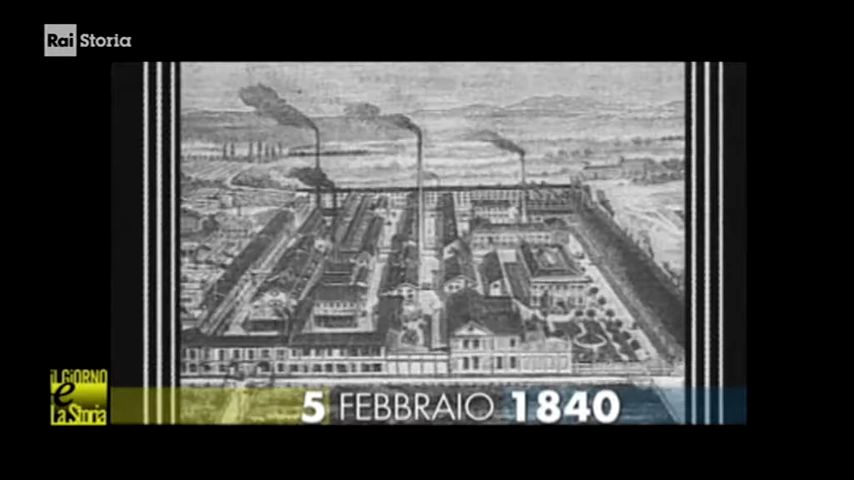 Rai Storia
iL GiORNO
e
La Storia
5 FEBBRAIO 1840